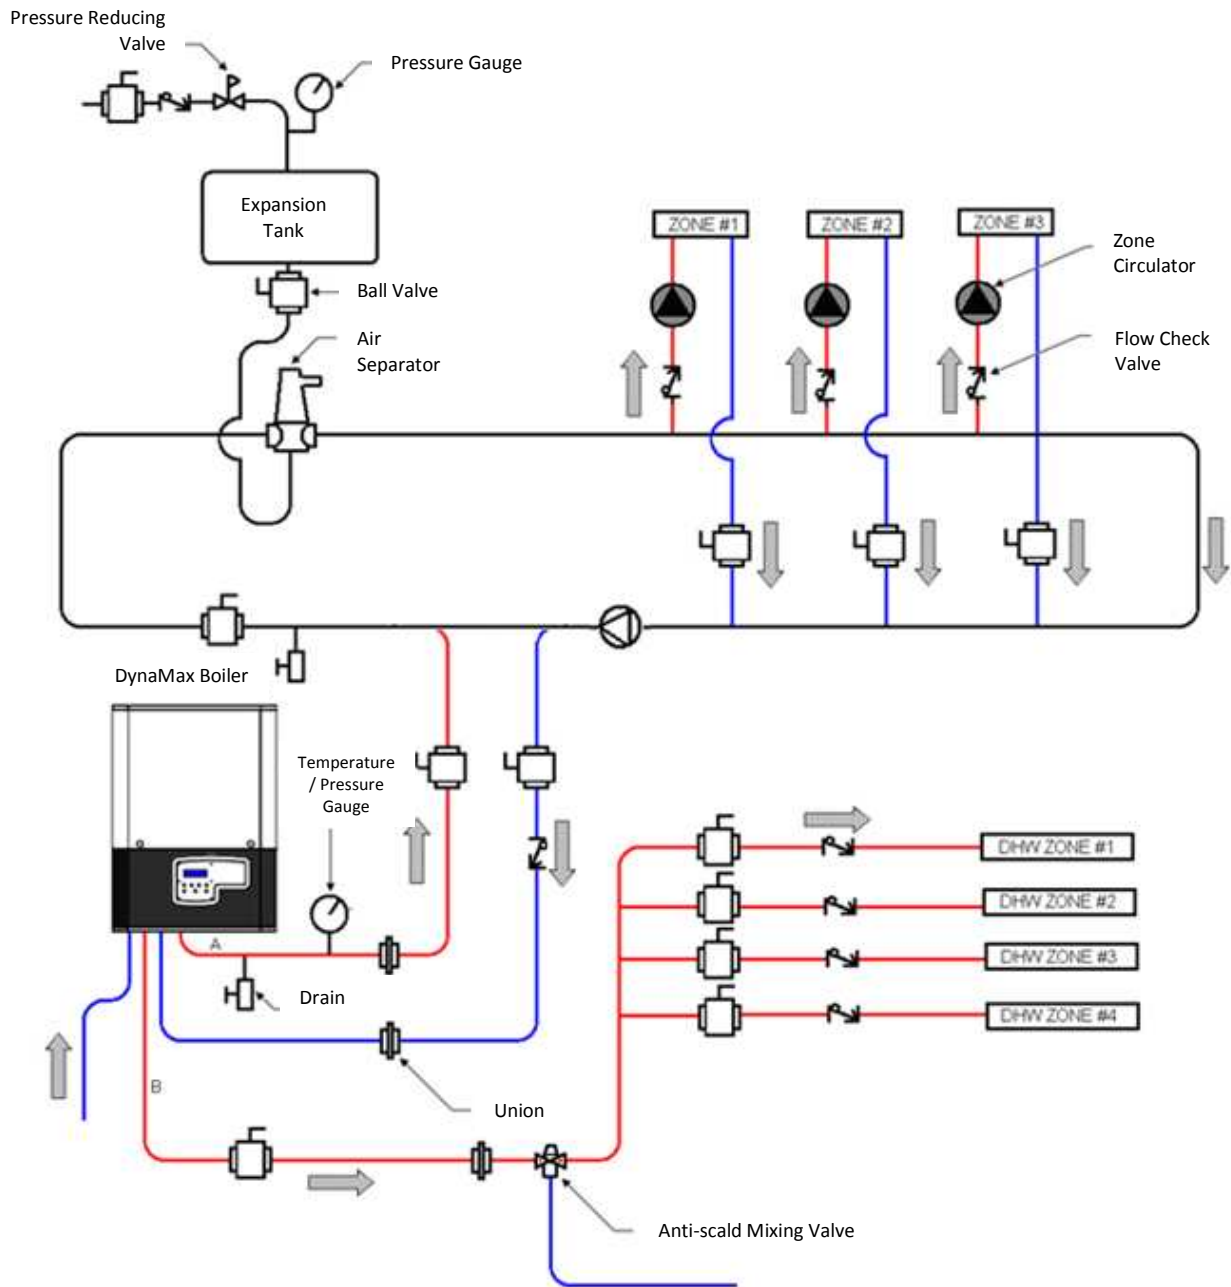 Pressure Reducing
Valve
Pressure Gauge
Expansion
Tank
ZONE #1
ZONE #2
ZONE #3
Zone
Circulator
Ball Valve
Air
Separator
Flow Check
Valve
DynaMax Boiler
Temperature
/ Pressure
Gauge
DHW ZONE #1
DHW ZONE #2
A
DHW ZONE #3
Drain
DHW ZONE #4
B
Union
Anti-scald Mixing Valve